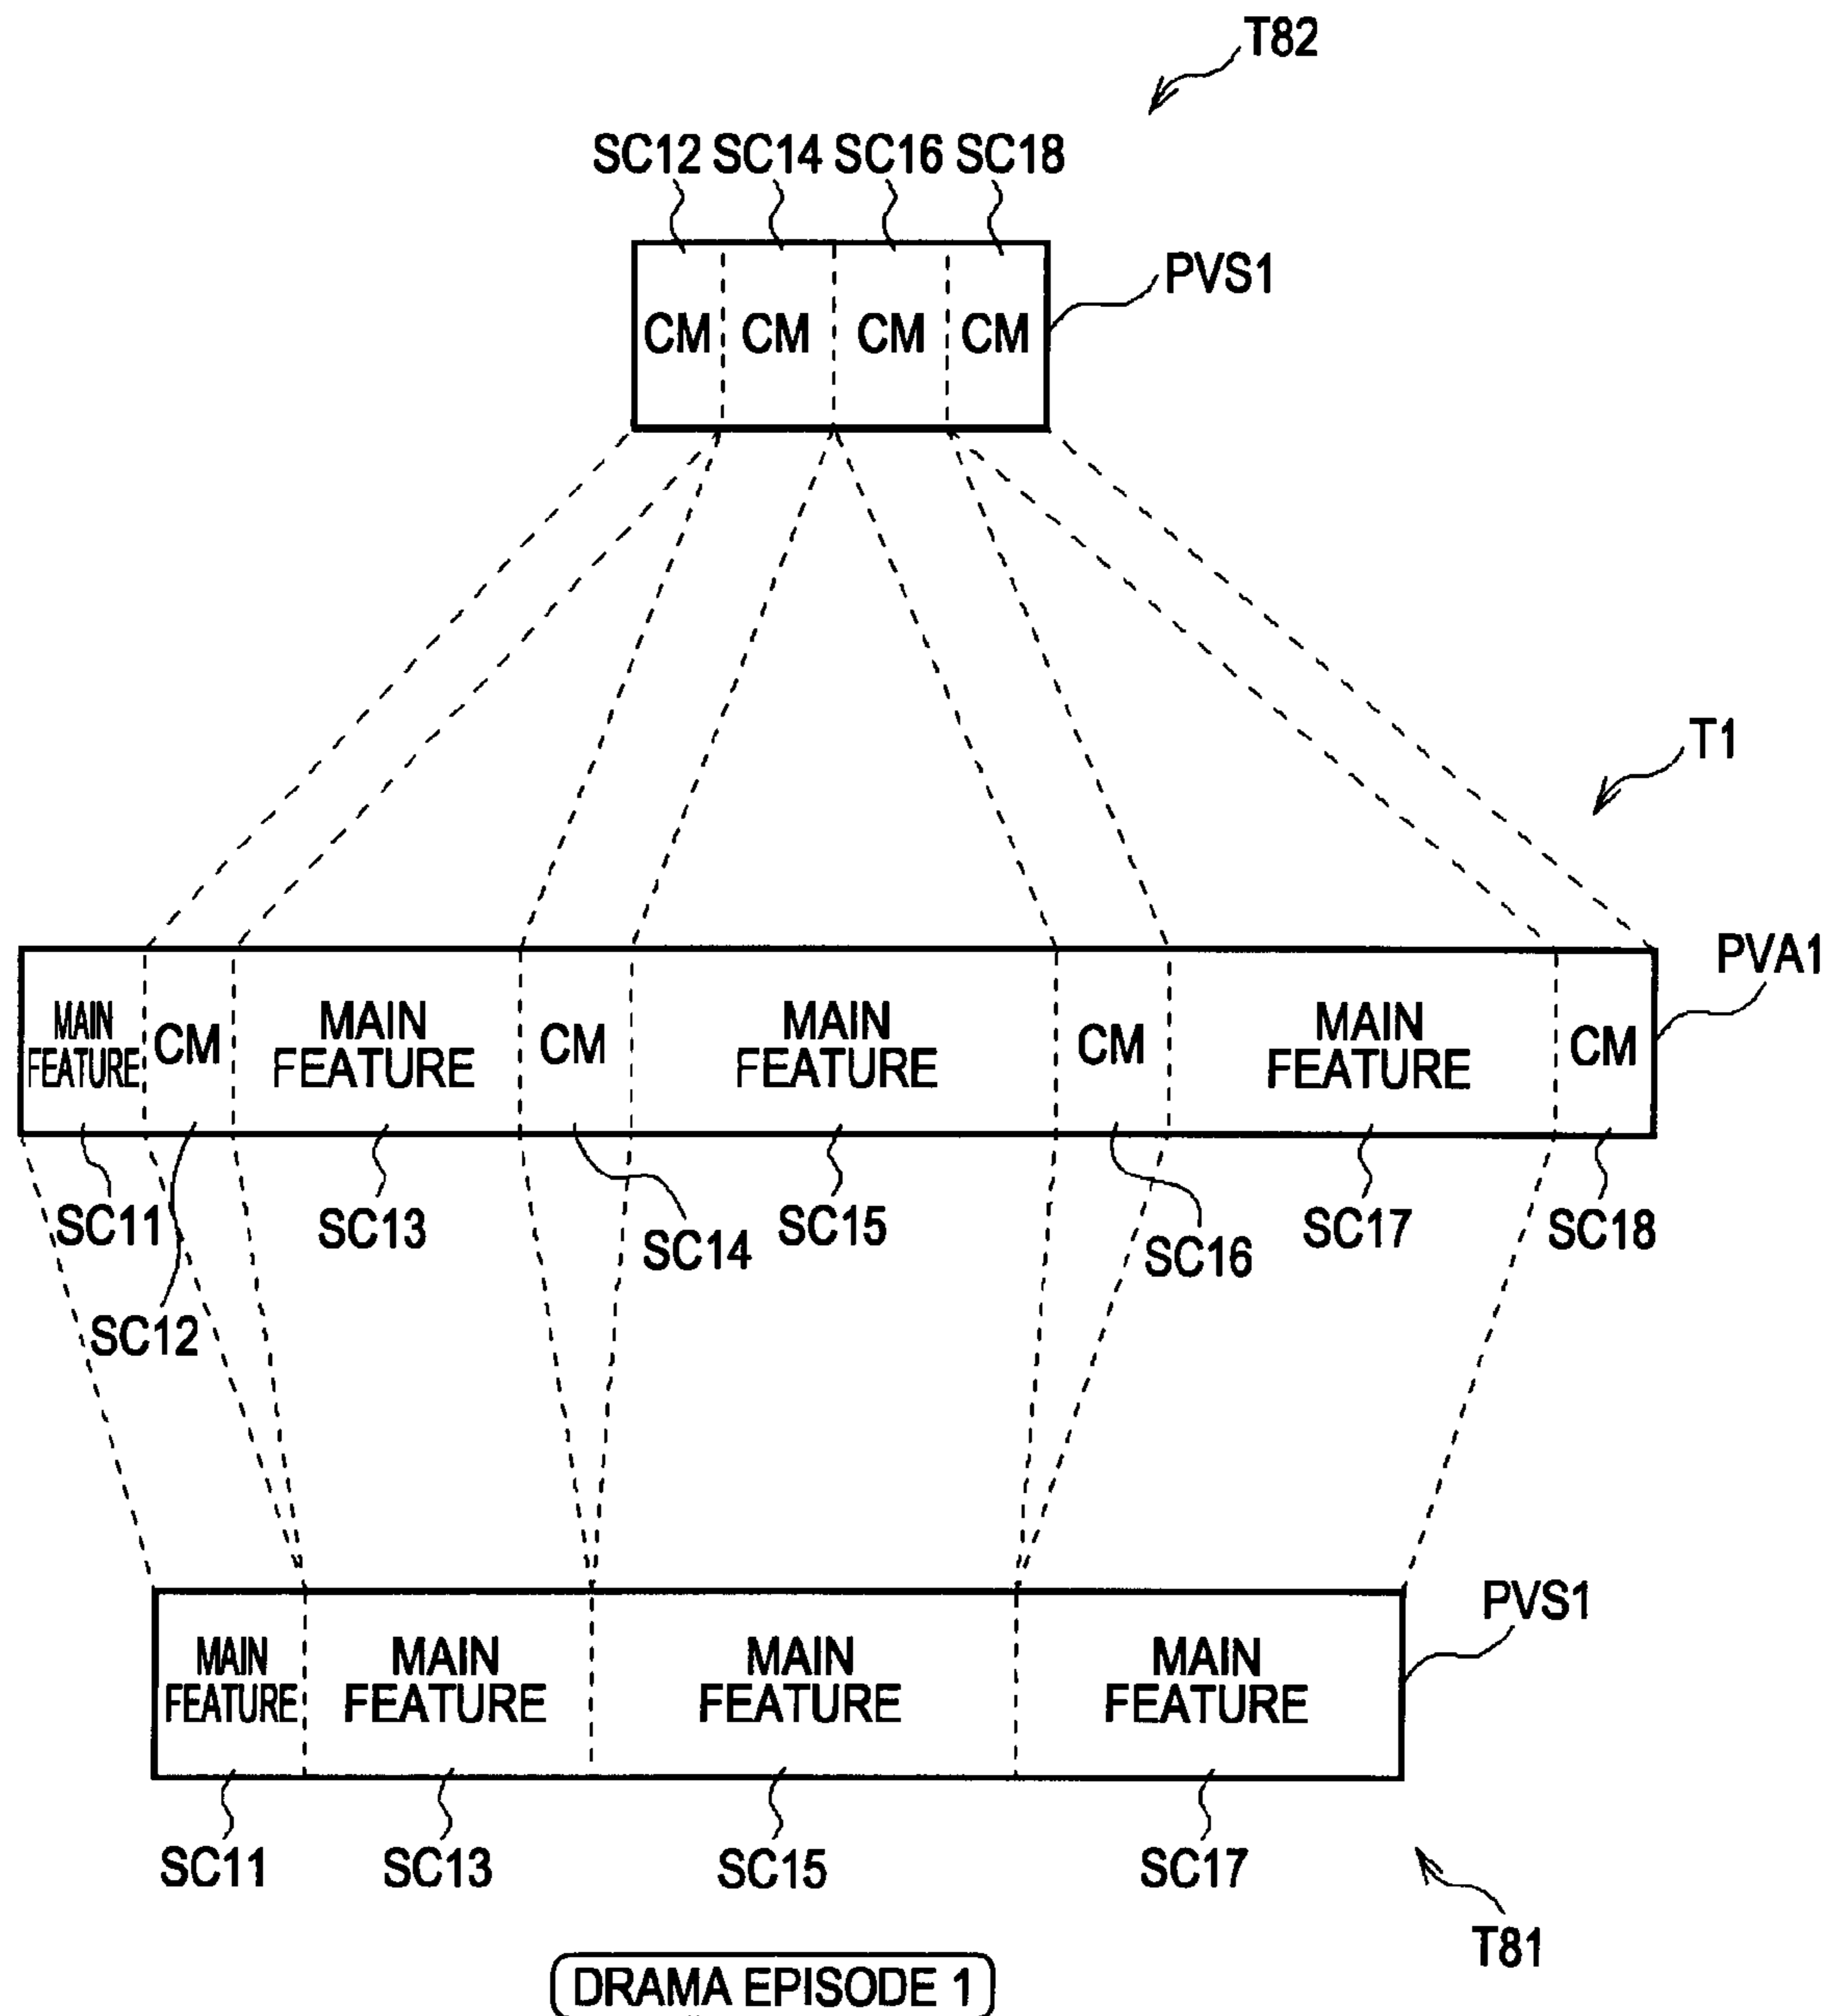 T82
SC12 SC14 SC16 SC18
PVS1
CM CM CM CM
T1
PVA1
MAIN FEATURE
CM
MAIN FEATURE
CM
MAIN FEATURE
CM
MAIN FEATURE
CM
SC11
SC13
SC15
SC17
SC18
SC14
SC16
SC12
PVS1
MAIN FEATURE
MAIN FEATURE
MAIN FEATURE
MAIN FEATURE
SC11
SC13
SC15
SC17
T81
DRAMA EPISODE 1